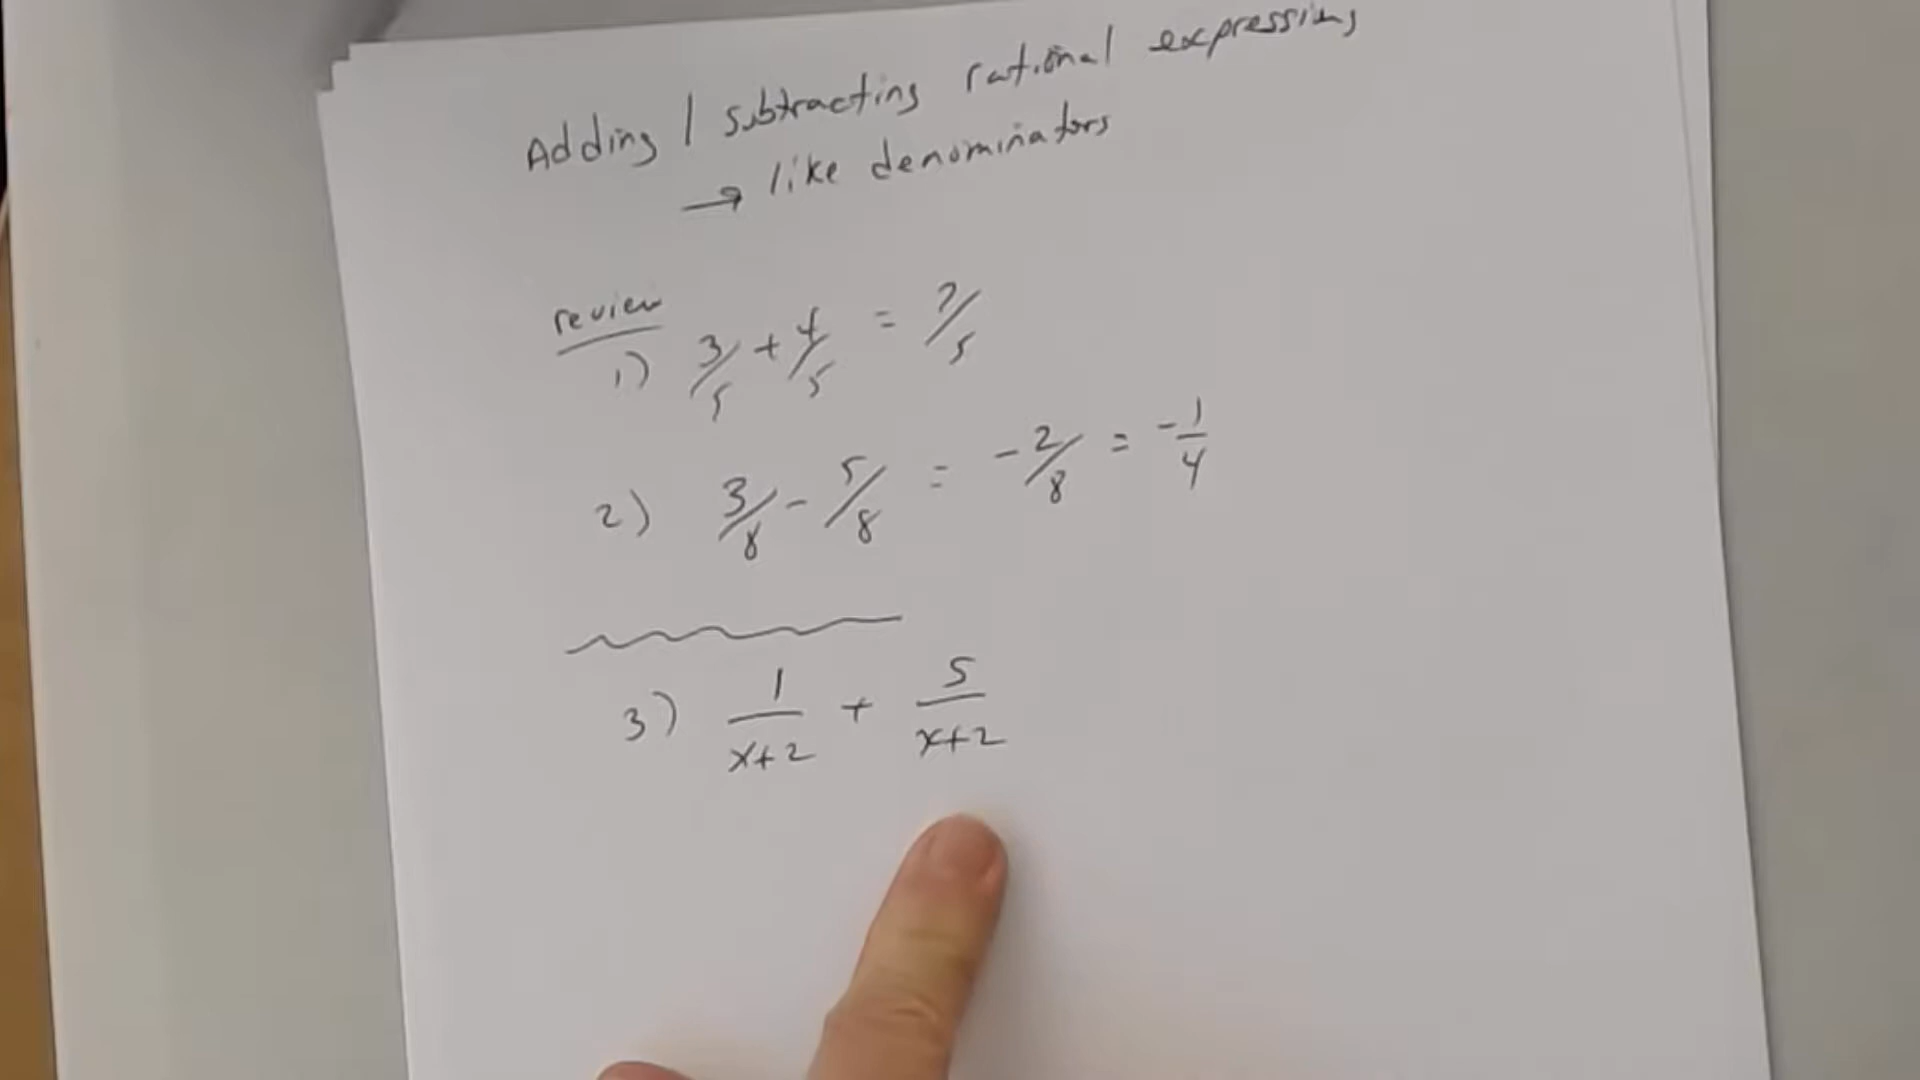 Adding / subtracting rational expressions
→ like denominators
review
1) 3/5 + 4/5 = 7/5
2) 3/8 - 5/8 = -2/8 = -1/4
3) 1/(x+2) + 5/(x+2)